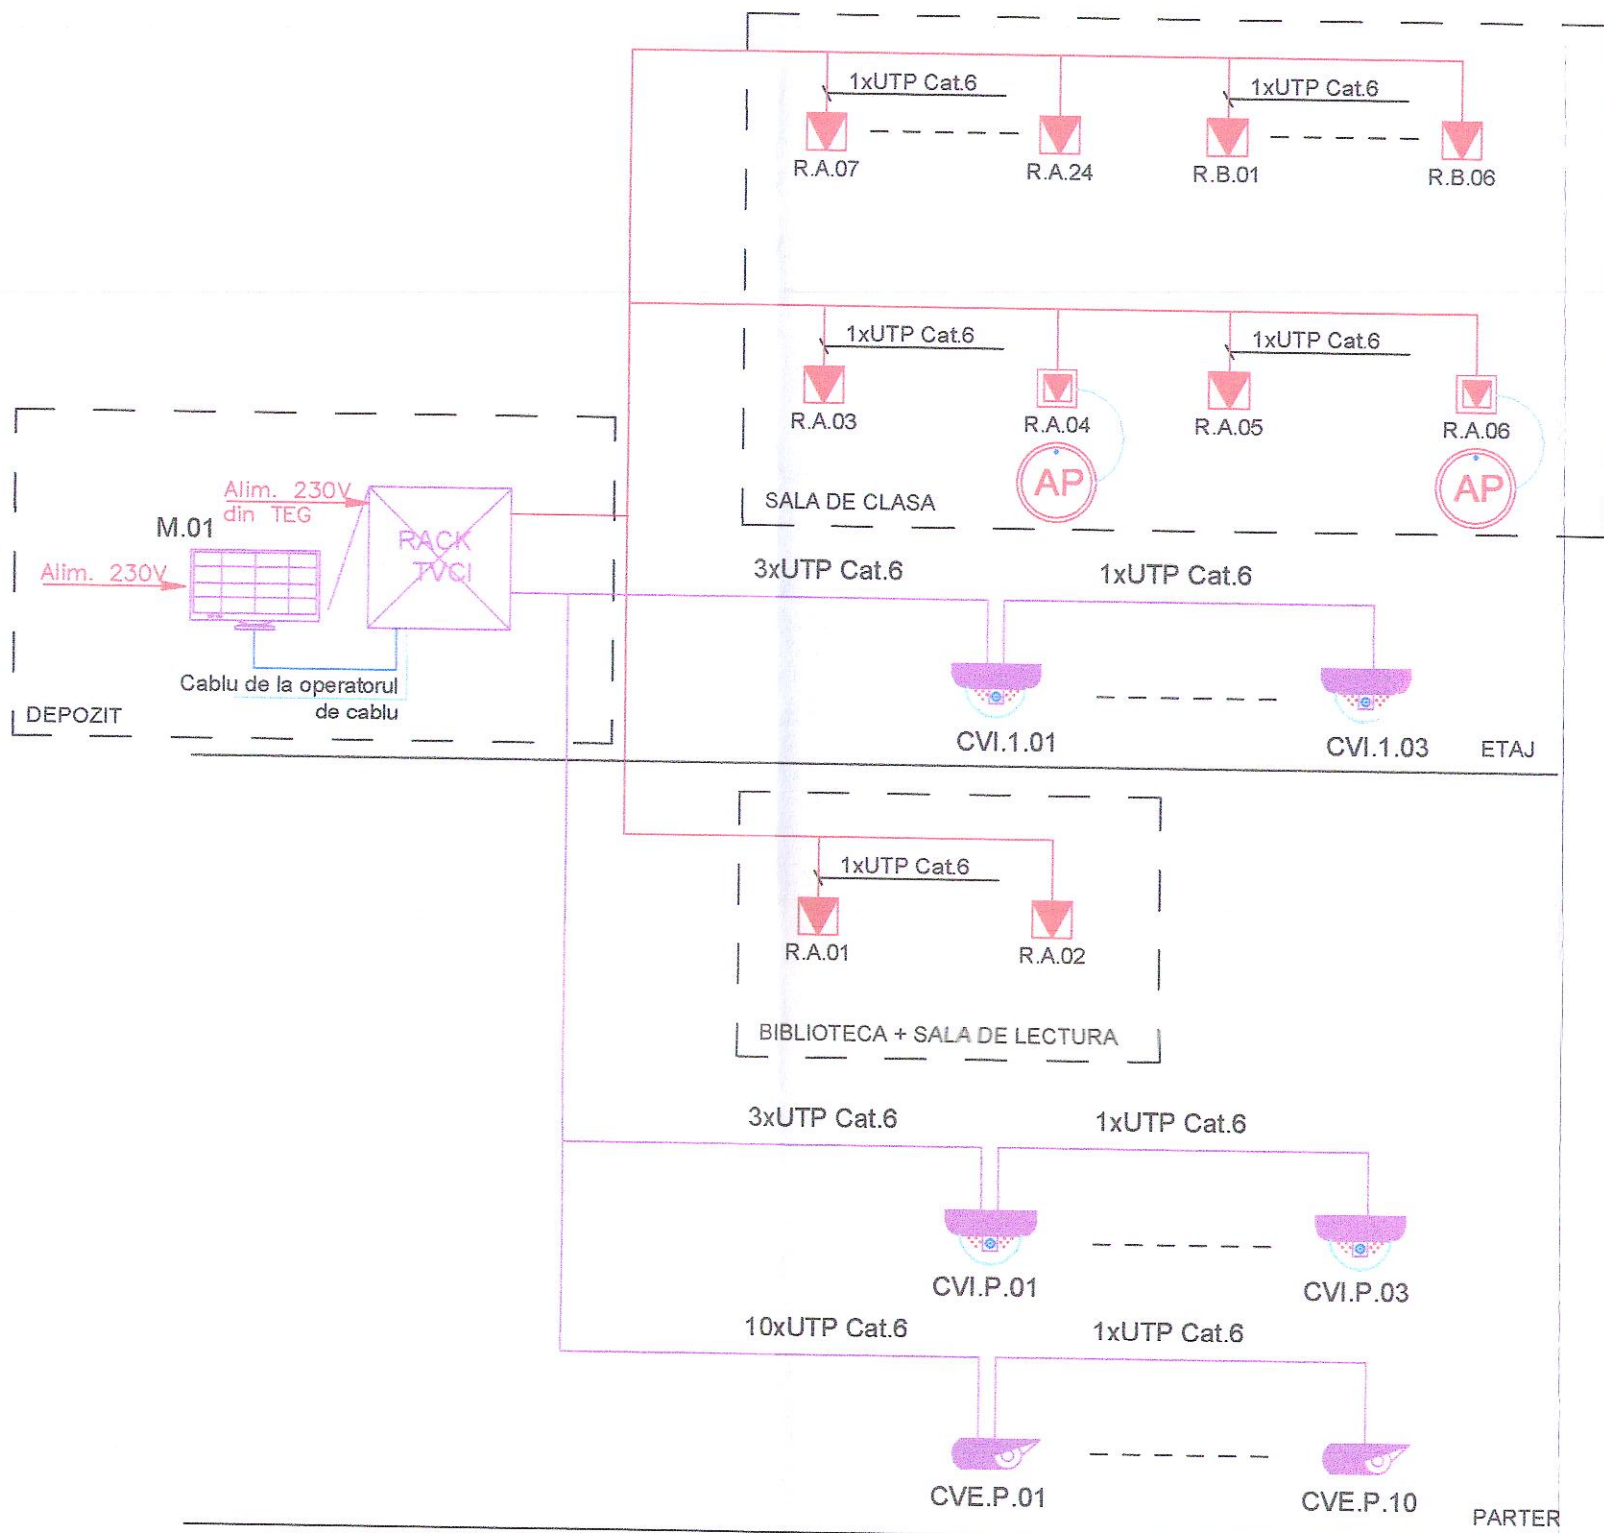 1xUTP Cat.6
1xUTP Cat.6
R.A.07
R.A.24
R.B.01
R.B.06
1xUTP Cat.6
1xUTP Cat.6
R.A.03
R.A.04
R.A.05
R.A.06
AP
AP
SALA DE CLASA
Alim. 230V
din TEG
M.01
RACK
TVCI
Alim. 230V
Cablu de la operatorul
de cablu
DEPOZIT
3xUTP Cat.6
1xUTP Cat.6
CVI.1.01
CVI.1.03
ETAJ
1xUTP Cat.6
R.A.01
R.A.02
BIBLIOTECA + SALA DE LECTURA
3xUTP Cat.6
1xUTP Cat.6
CVI.P.01
CVI.P.03
10xUTP Cat.6
1xUTP Cat.6
CVE.P.01
CVE.P.10
PARTER